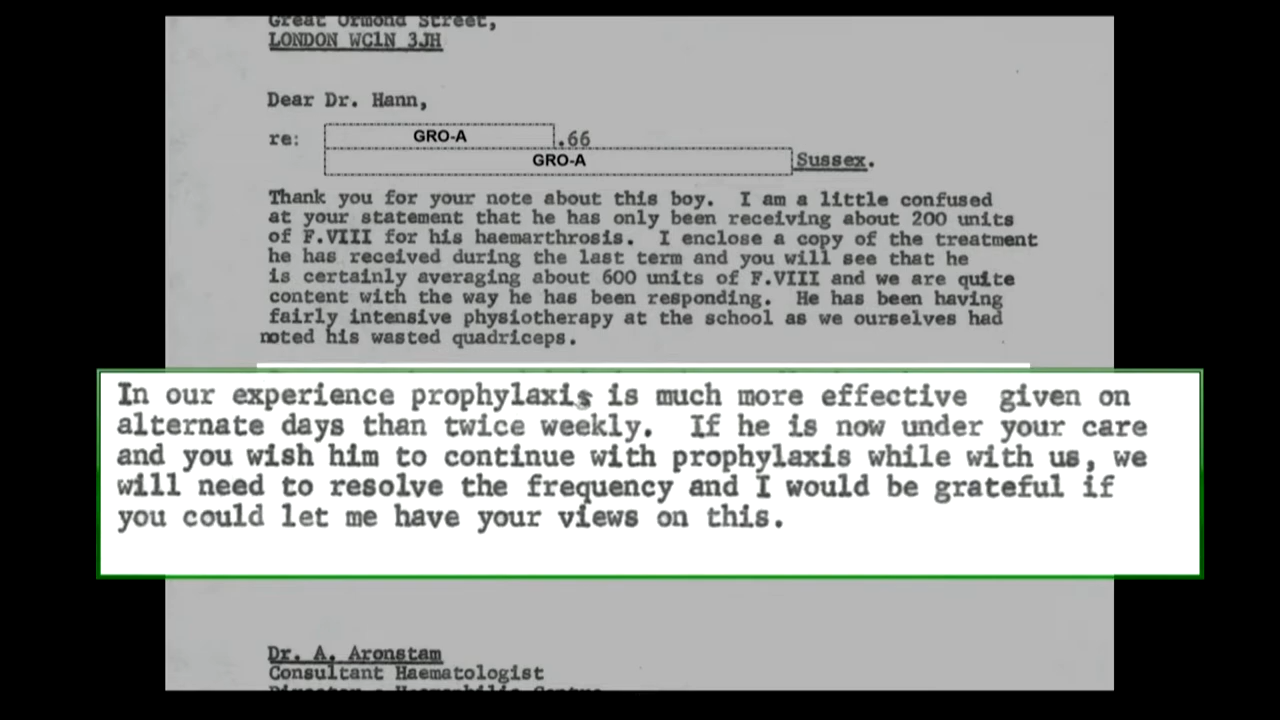 Great Ormond Street,
LONDON WC1N 3JH
Dear Dr. Hann,
re: GRO-A .66
GRO-A Sussex.
Thank you for your note about this boy. I am a little confused
at your statement that he has only been receiving about 200 units
of F.VIII for his haemarthrosis. I enclose a copy of the treatment
he has received during the last term and you will see that he
is certainly averaging about 600 units of F.VIII and we are quite
content with the way he has been responding. He has been having
fairly intensive physiotherapy at the school as we ourselves had
noted his wasted quadriceps.
In our experience prophylaxis is much more effective given on
alternate days than twice weekly. If he is now under your care
and you wish him to continue with prophylaxis while with us, we
will need to resolve the frequency and I would be grateful if
you could let me have your views on this.
Dr. A. Aronstam
Consultant Haematologist
Director - Haemophilia Centre